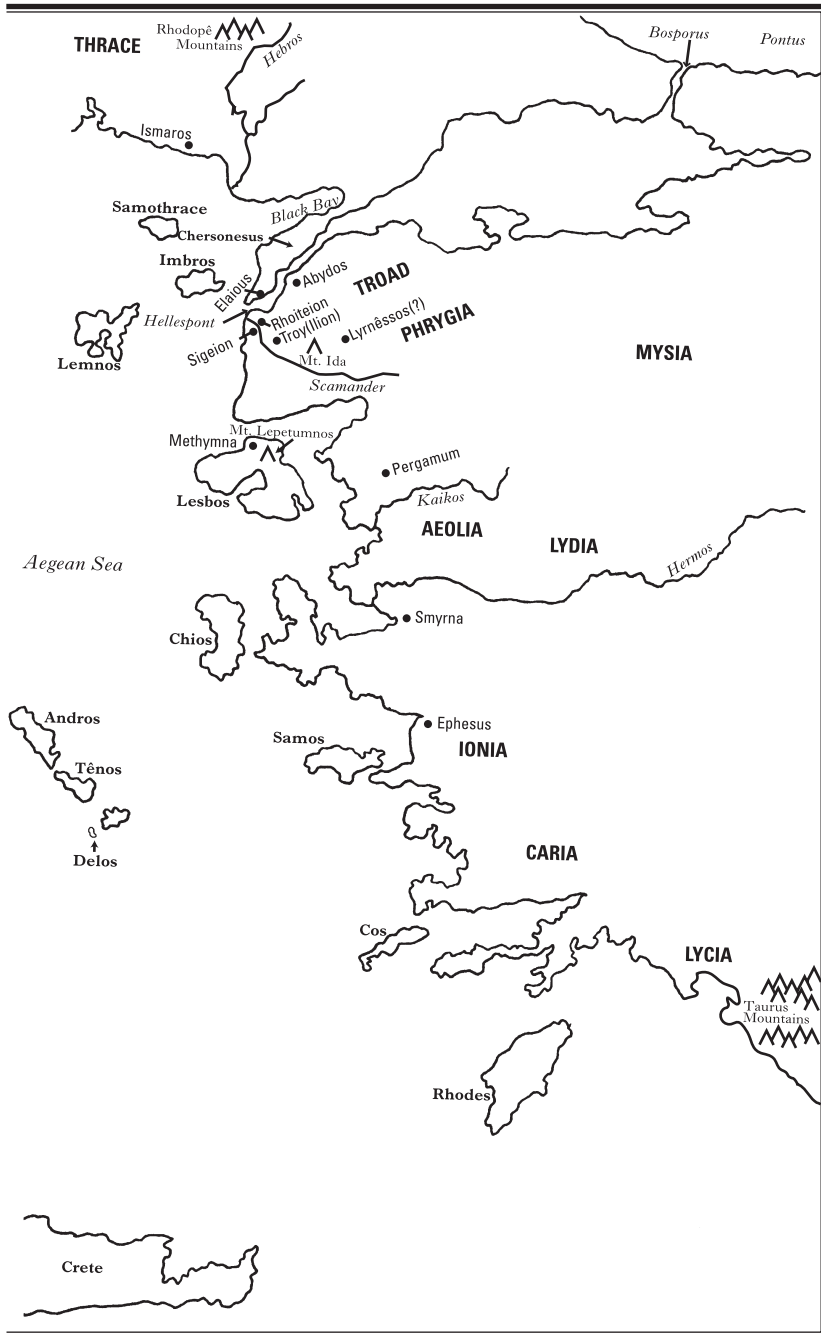 Rhodopê
Mountains
THRACE
Hebros
Bosporus
Pontus
Ismaros
Samothrace
Black Bay
Chersonesus
Imbros
Elaious
Abydos
TROAD
Hellespont
Rhoiteion
Troy(Ilion)
Lyrnêssos(?)
PHRYGIA
Sigeion
Mt. Ida
MYSIA
Lemnos
Scamander
Mt. Lepetumnos
Methymna
Pergamum
Lesbos
Kaikos
AEOLIA
LYDIA
Hermos
Aegean Sea
Smyrna
Chios
Andros
Ephesus
Samos
IONIA
Tênos
Delos
CARIA
Cos
LYCIA
Taurus
Mountains
Rhodes
Crete